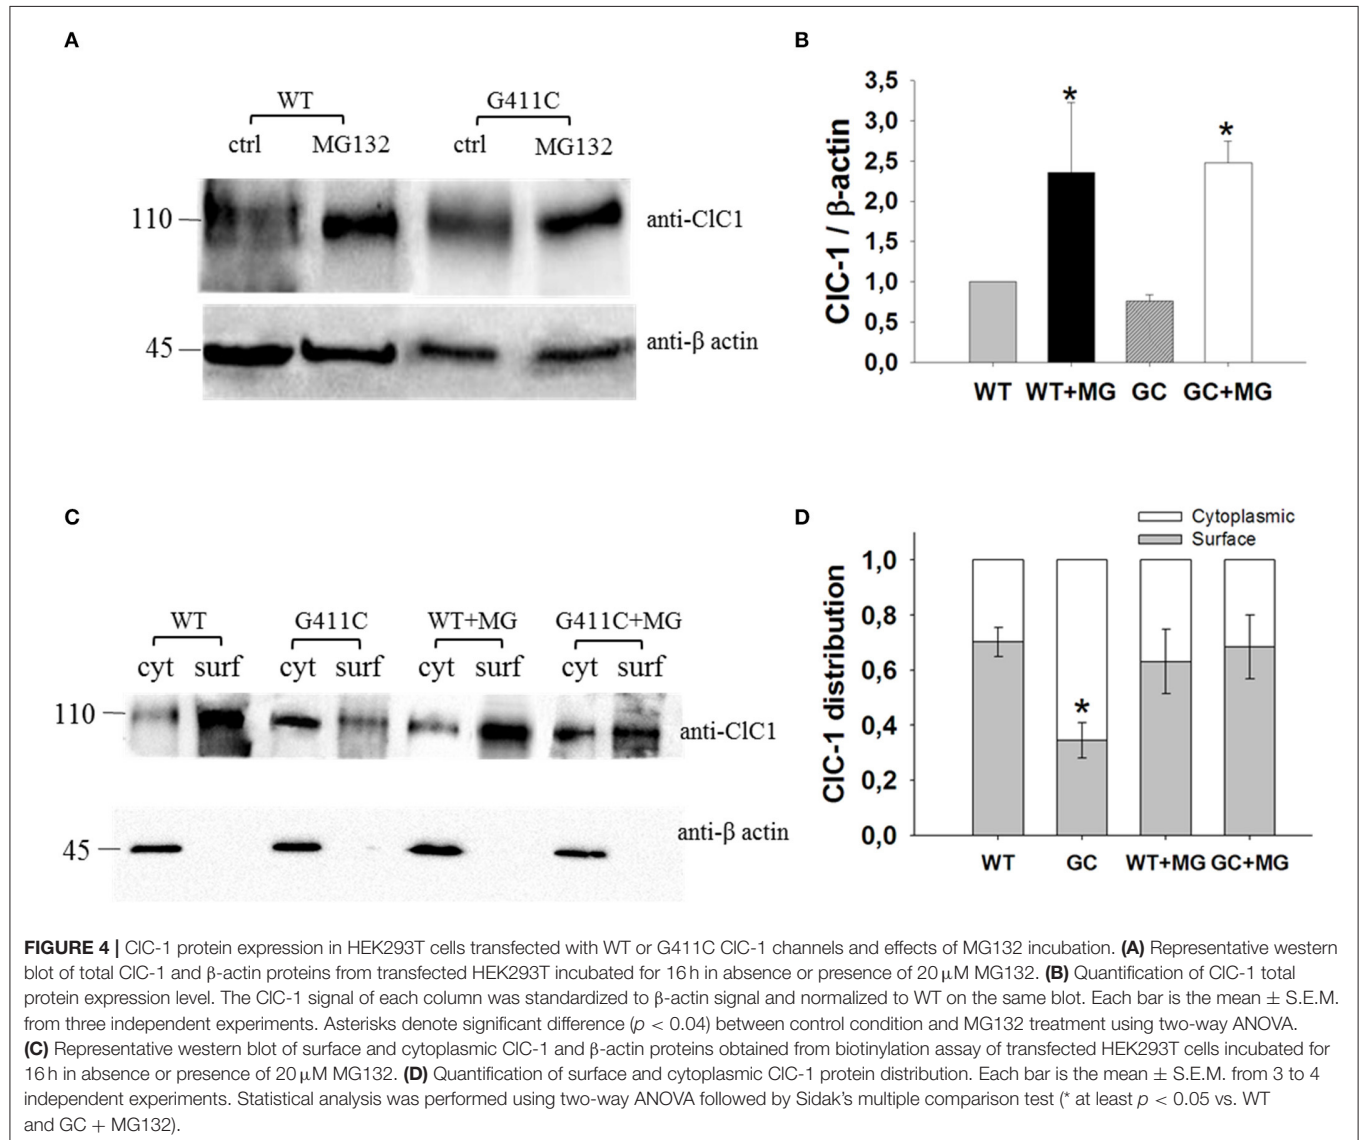 A
WT
G411C
ctrl
MG132
ctrl
MG132
110
anti-ClC1
45
anti-β actin
B
ClC-1 / β-actin
3,5
3,0
2,5
2,0
1,5
1,0
0,5
0,0
*
*
WT WT+MG GC GC+MG
C
WT
G411C
WT+MG
G411C+MG
cyt surf cyt surf cyt surf cyt surf
110
anti-ClC1
45
anti-β actin
D
Cytoplasmic
Surface
ClC-1 distribution
1,0
0,8
0,6
0,4
0,2
0,0
*
WT GC WT+MG GC+MG
FIGURE 4 | ClC-1 protein expression in HEK293T cells transfected with WT or G411C ClC-1 channels and effects of MG132 incubation. (A) Representative western
blot of total ClC-1 and β-actin proteins from transfected HEK293T incubated for 16 h in absence or presence of 20 μM MG132. (B) Quantification of ClC-1 total
protein expression level. The ClC-1 signal of each column was standardized to β-actin signal and normalized to WT on the same blot. Each bar is the mean ± S.E.M.
from three independent experiments. Asterisks denote significant difference (p < 0.04) between control condition and MG132 treatment using two-way ANOVA.
(C) Representative western blot of surface and cytoplasmic ClC-1 and β-actin proteins obtained from biotinylation assay of transfected HEK293T cells incubated for
16 h in absence or presence of 20 μM MG132. (D) Quantification of surface and cytoplasmic ClC-1 protein distribution. Each bar is the mean ± S.E.M. from 3 to 4
independent experiments. Statistical analysis was performed using two-way ANOVA followed by Sidak's multiple comparison test (* at least p < 0.05 vs. WT
and GC + MG132).